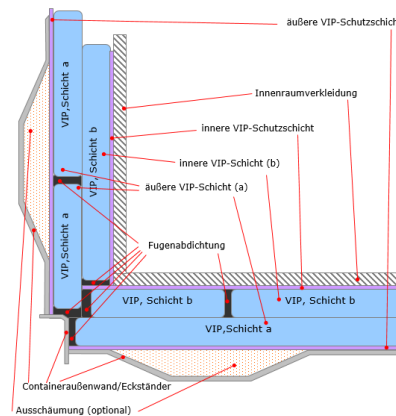 äußere VIP-Schutzschich
VIP,Schicht a
VIP, Schicht b
Innenraumverkleidung
innere VIP-Schutzschicht
innere VIP-Schicht (b)
äußere VIP-Schicht (a)
VIP,Schicht a
Fugenabdichtung
VIP, Schicht b
VIP, Schicht b
VIP,Schicht a
Containeraußenwand/Eckständer
Ausschäumung (optional)